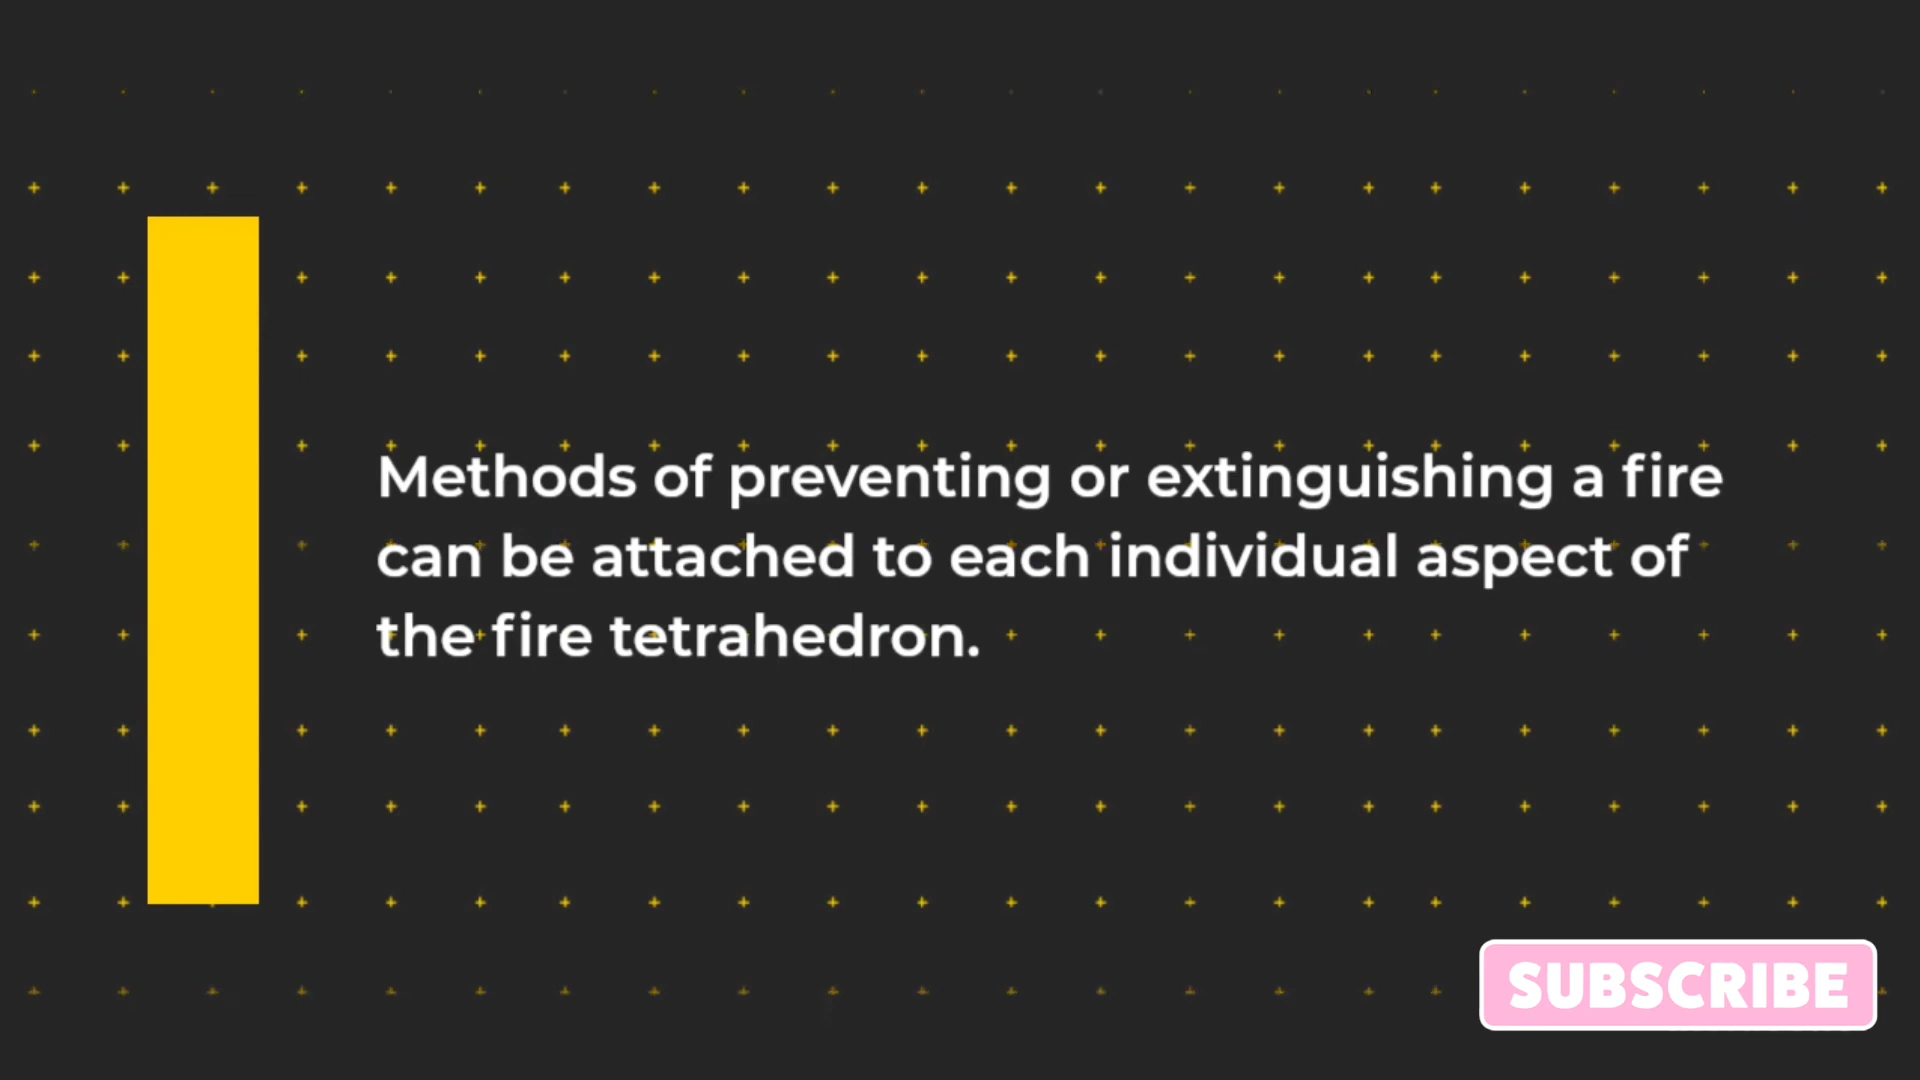 Methods of preventing or extinguishing a fire
can be attached to each individual aspect of
the fire tetrahedron.
SUBSCRIBE